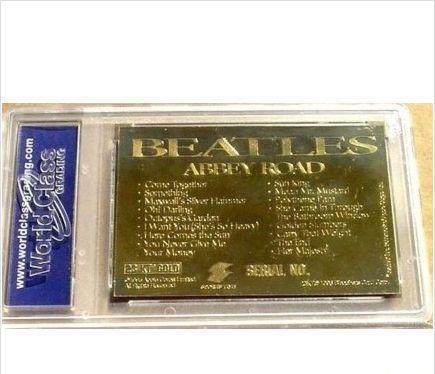 www.worldclassgrading.com
World Class
GRADING
BEATLES
ABBEY ROAD
• Come Together
• Something
• Maxwell's Silver Hammer
• Oh! Darling
• Octopus's Garden
• I Want You (She's So Heavy)
• Here Comes the Sun
• You Never Give Me
Your Money
• Sun King
• Mean Mr. Mustard
• Polythene Pam
• She Came In Through
The Bathroom Window
• Golden Slumbers
• Carry That Weight
• The End
• Her Majesty
23 KT GOLD
SERIAL NO.